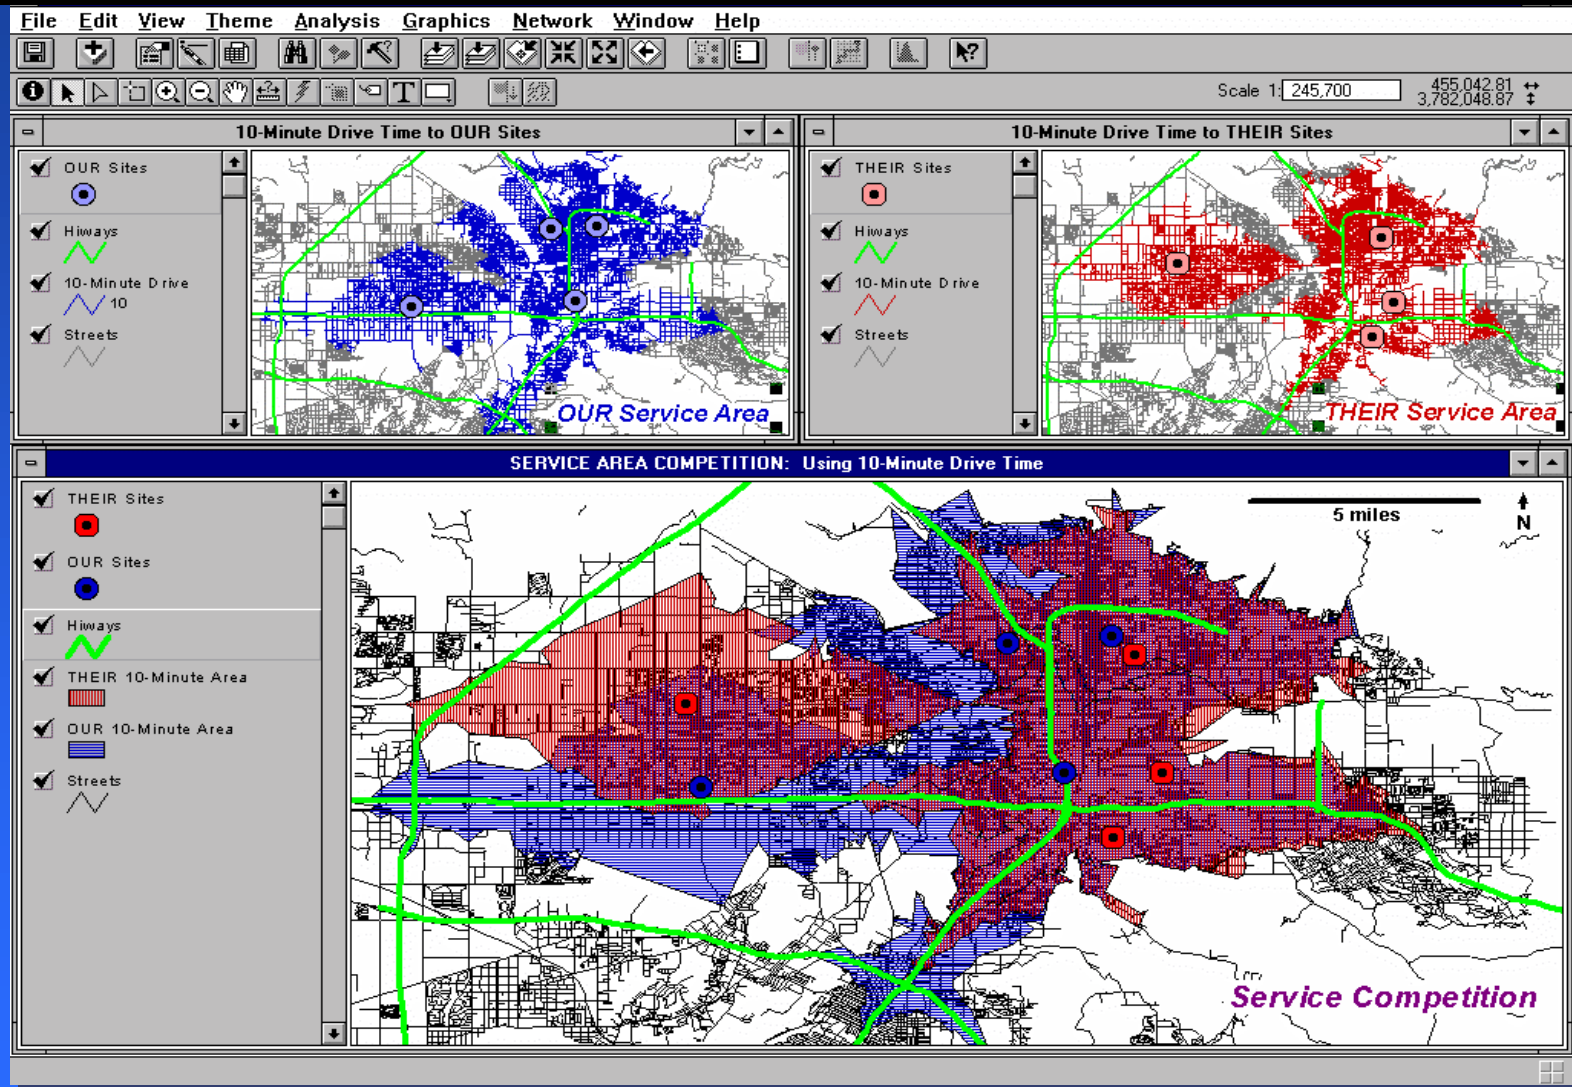 File Edit View Theme Analysis Graphics Network Window Help
T
Scale 1: 245,700
455,042.81
3,782,048.87
10-Minute Drive Time to OUR Sites
OUR Sites
Hiways
10-Minute Drive
10
Streets
OUR Service Area
10-Minute Drive Time to THEIR Sites
THEIR Sites
Hiways
10-Minute Drive
Streets
THEIR Service Area
SERVICE AREA COMPETITION: Using 10-Minute Drive Time
THEIR Sites
OUR Sites
Hiways
THEIR 10-Minute Area
OUR 10-Minute Area
Streets
5 miles
N
Service Competition